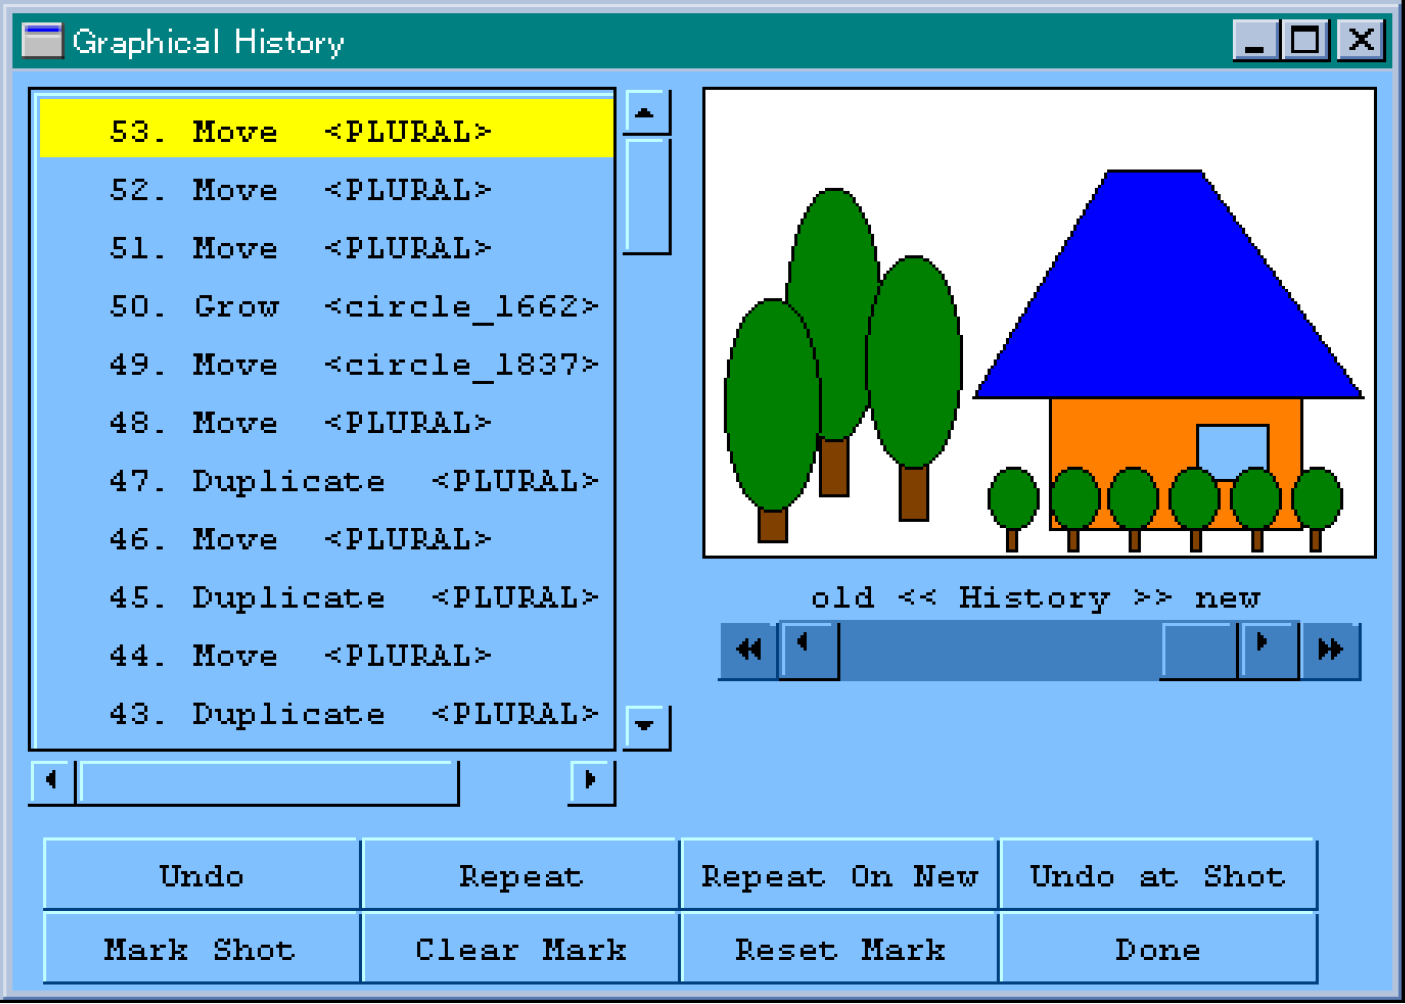 Graphical History
53. Move <PLURAL>
52. Move <PLURAL>
51. Move <PLURAL>
50. Grow <circle_1662>
49. Move <circle_1837>
48. Move <PLURAL>
47. Duplicate <PLURAL>
46. Move <PLURAL>
45. Duplicate <PLURAL>
44. Move <PLURAL>
43. Duplicate <PLURAL>
old << History >> new
Undo Repeat Repeat On New Undo at Shot
Mark Shot Clear Mark Reset Mark Done